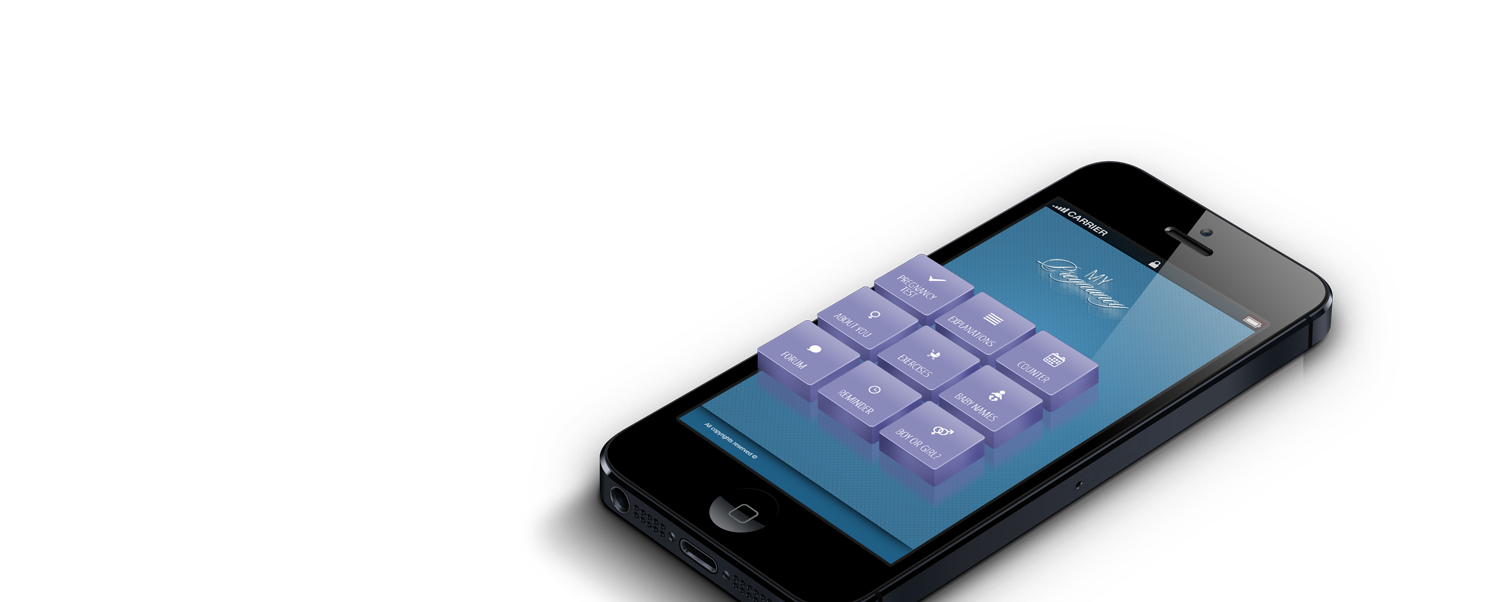 CARRIER
MY
Pregnancy
PREGNANCY
TEST
EXPLANATIONS
COUNTER
ABOUT YOU
EXERCISES
BABY NAMES
FORUM
REMINDER
BOY OR GIRL?
All copyrights reserved ©